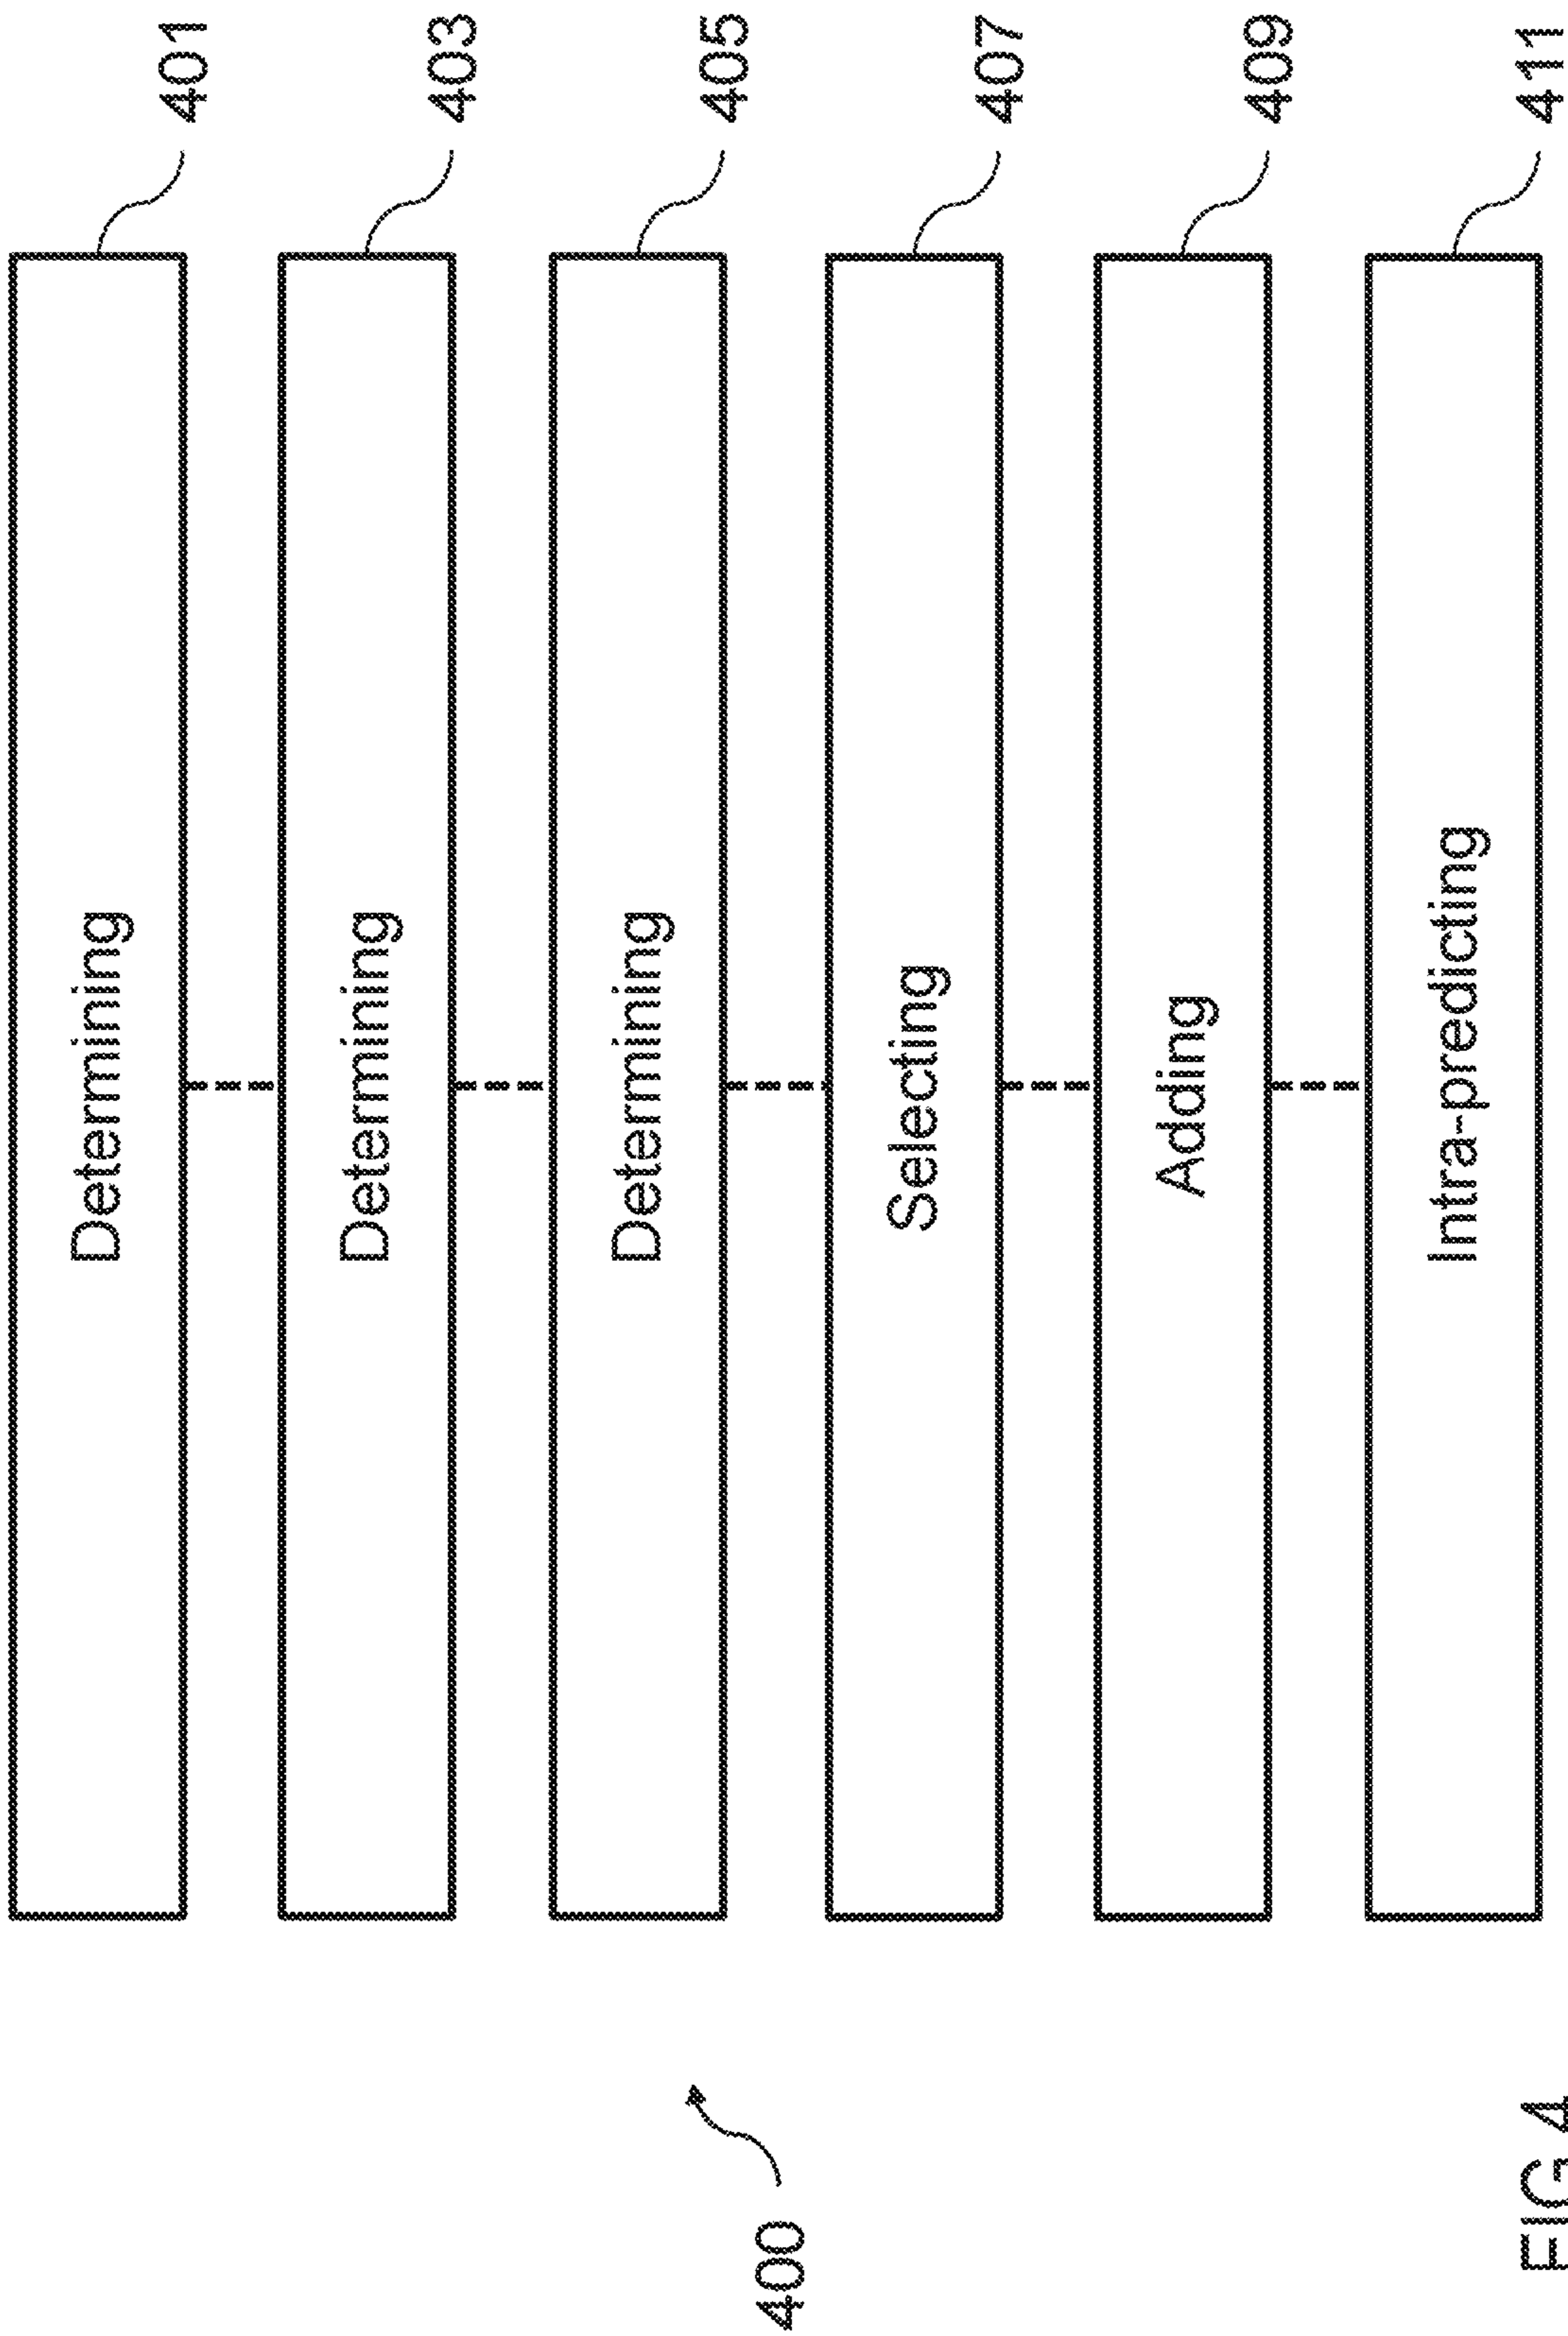 400
Determining
401
Determining
403
Determining
405
Selecting
407
Adding
409
Intra-predicting
411
FIG 4